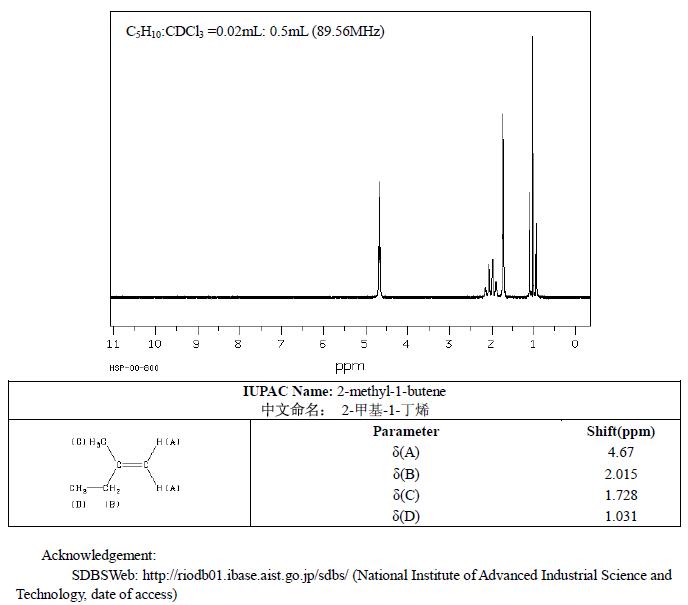 C₅H₁₀:CDCl₃ =0.02mL: 0.5mL (89.56MHz)
11 10 9 8 7 6 5 4 3 2 1 0
HSP-00-600
ppm
IUPAC Name: 2-methyl-1-butene
中文命名: 2-甲基-1-丁烯
Parameter Shift(ppm)
δ(A) 4.67
δ(B) 2.015
δ(C) 1.728
δ(D) 1.031
(C) H₃C H(A)
C C
CH₃ CH₂ H(A)
(D) (B)
Acknowledgement:
SDBSWeb: http://riodb01.ibase.aist.go.jp/sdbs/ (National Institute of Advanced Industrial Science and
Technology, date of access)